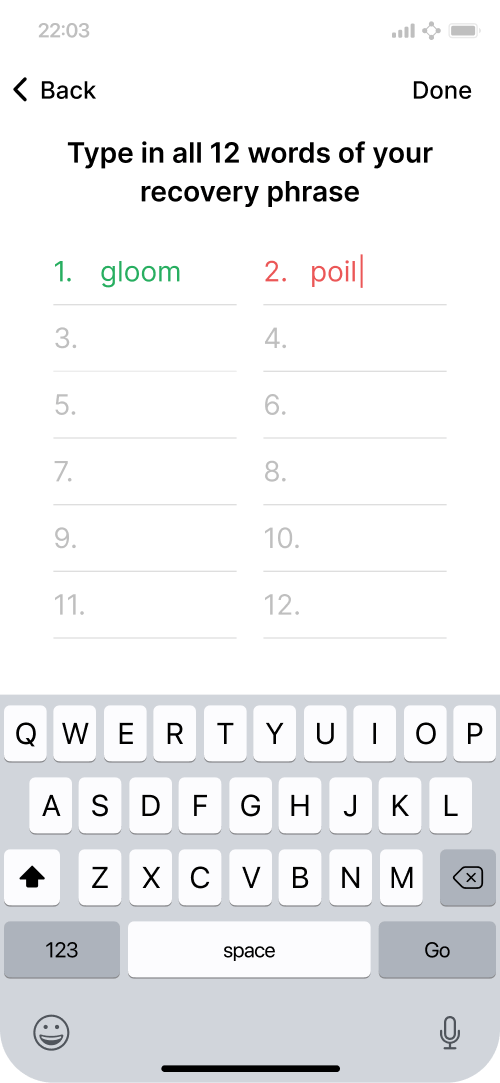 22:03
Back Done
Type in all 12 words of your
recovery phrase
1. gloom 2. poil
3. 4.
5. 6.
7. 8.
9. 10.
11. 12.
Q W E R T Y U I O P
A S D F G H J K L
Z X C V B N M
123 space Go